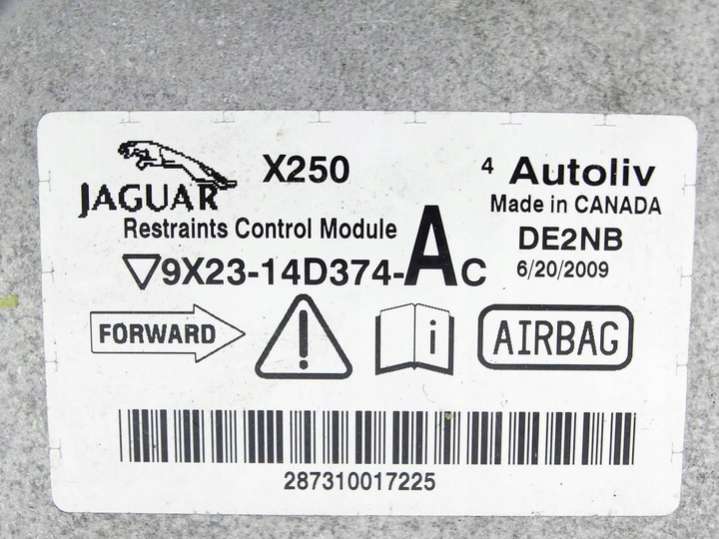 JAGUAR
X250
4 Autoliv
Made in CANADA
Restraints Control Module
DE2NB
9X23-14D374-AC
6/20/2009
FORWARD
! i AIRBAG
287310017225